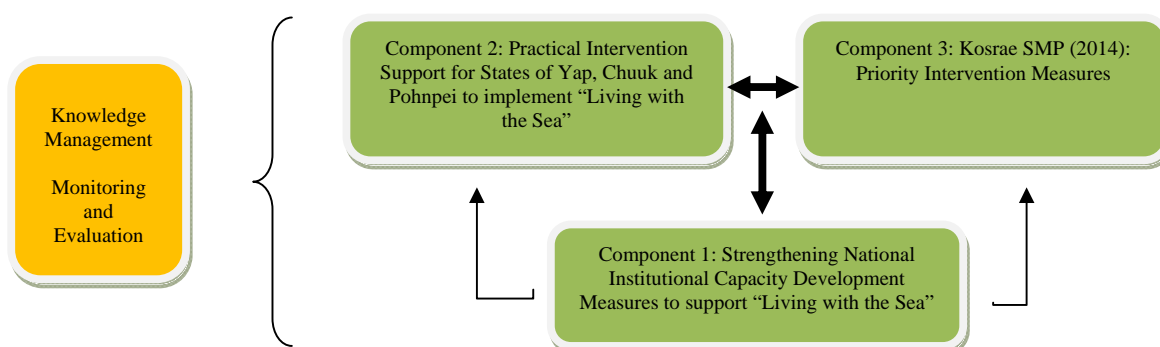 Knowledge
Management
Monitoring
and
Evaluation
Component 2: Practical Intervention
Support for States of Yap, Chuuk and
Pohnpei to implement “Living with
the Sea”
Component 3: Kosrae SMP (2014):
Priority Intervention Measures
Component 1: Strengthening National
Institutional Capacity Development
Measures to support “Living with the Sea”